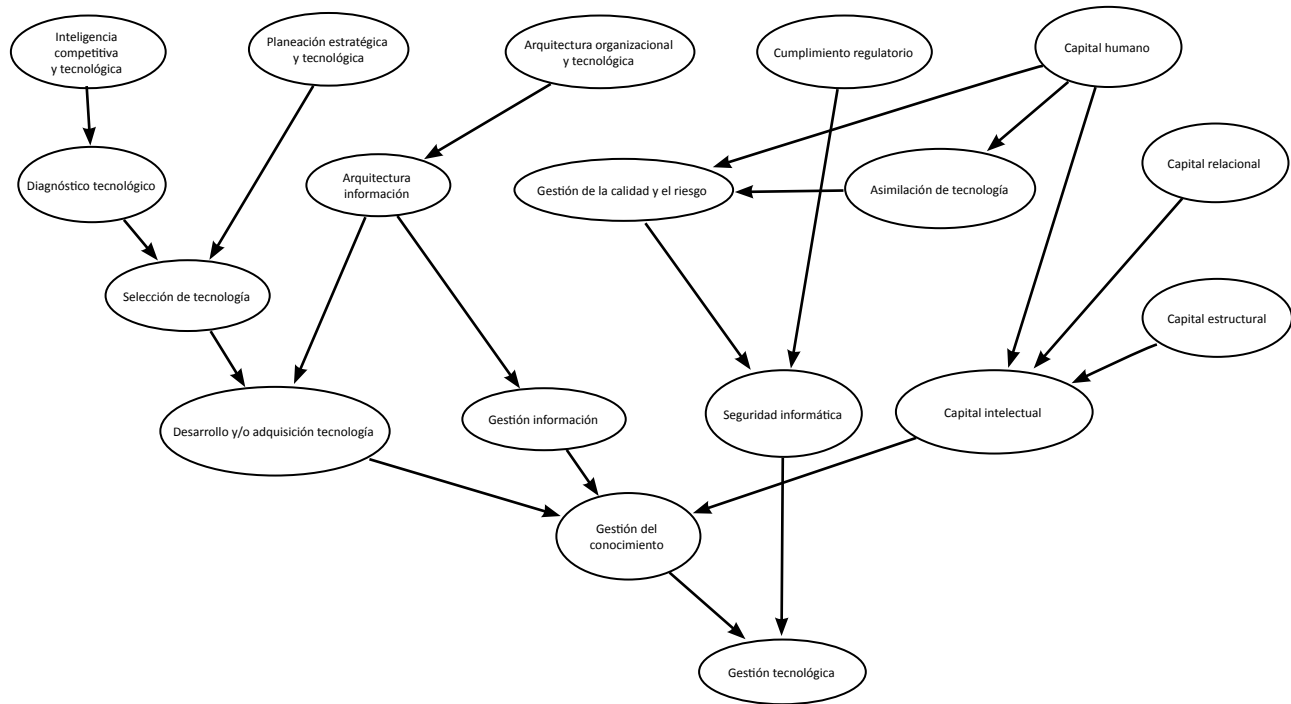 Inteligencia
competitiva
y tecnológica
Planeación estratégica
y tecnológica
Arquitectura organizacional
y tecnológica
Cumplimiento regulatorio
Capital humano
Diagnóstico tecnológico
Arquitectura
información
Gestión de la calidad y el riesgo
Asimilación de tecnología
Capital relacional
Selección de tecnología
Capital estructural
Desarrollo y/o adquisición tecnología
Gestión información
Seguridad informática
Capital intelectual
Gestión del
conocimiento
Gestión tecnológica